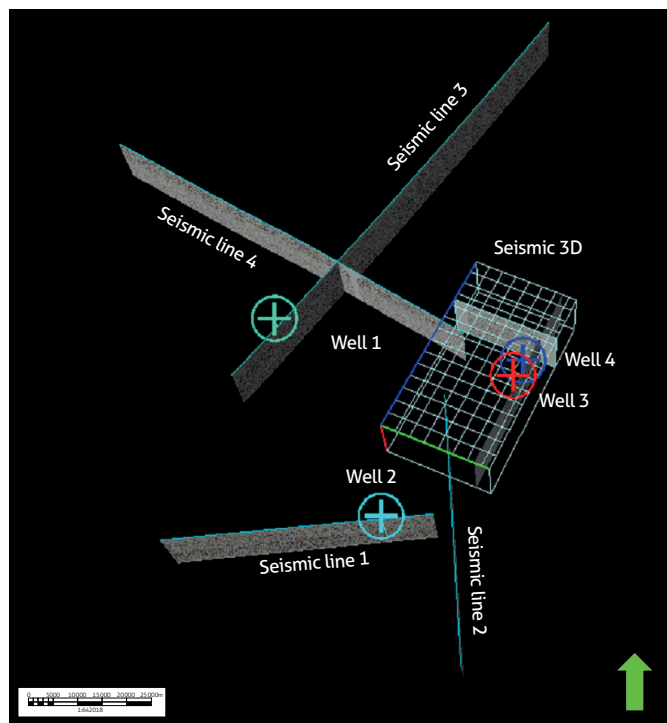 Seismic line 3
Seismic line 4
Seismic 3D
Well 1
Well 4
Well 3
Well 2
Seismic line 1
Seismic line 2
0 5000 10000 15000 20000 25000m
1:642018